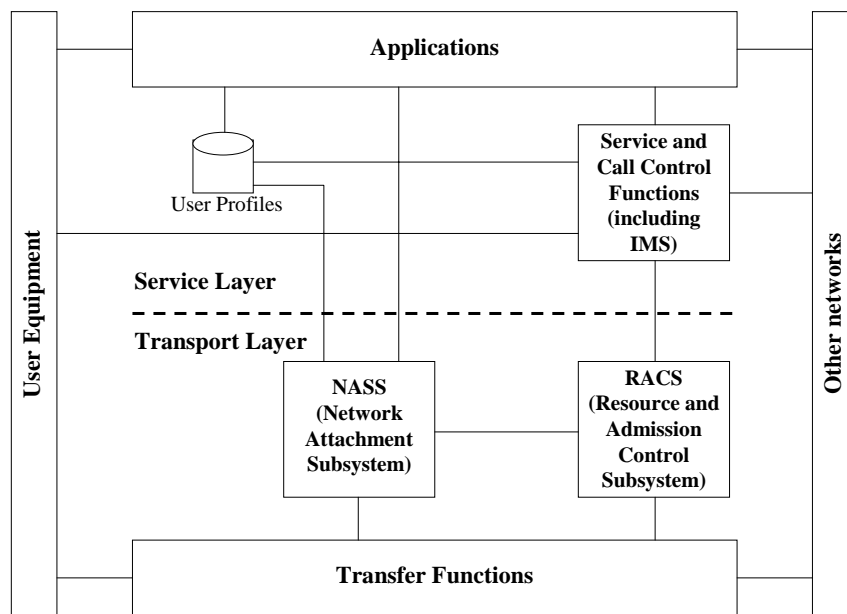 Applications
User Equipment
Other networks
Service and
Call Control
Functions
(including
IMS)
User Profiles
Service Layer
Transport Layer
NASS
(Network
Attachment
Subsystem)
RACS
(Resource and
Admission
Control
Subsystem)
Transfer Functions